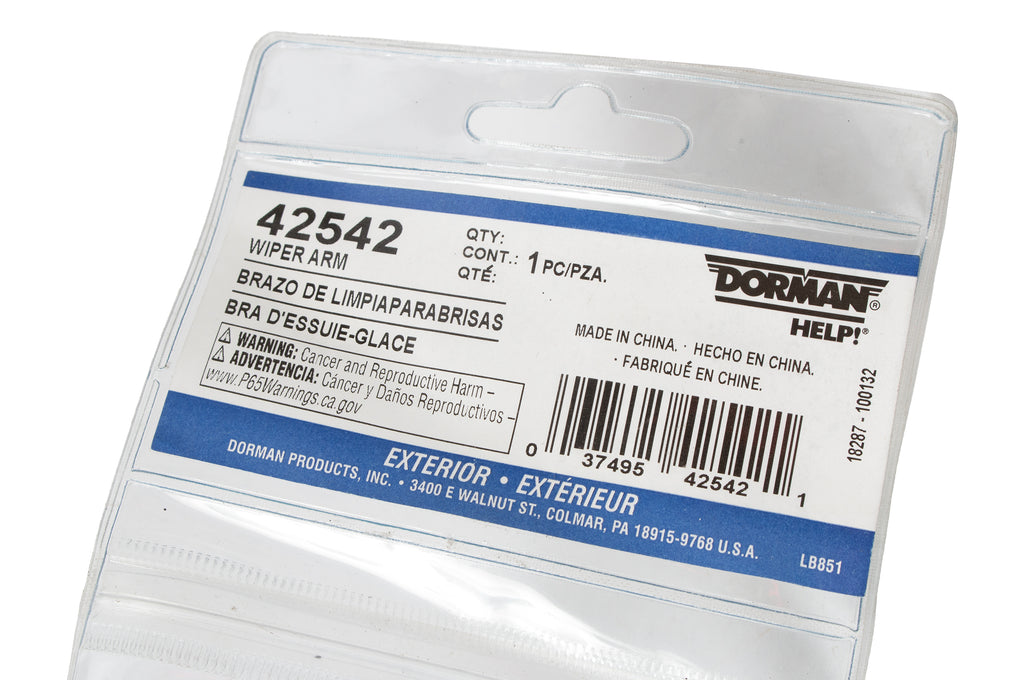 42542
WIPER ARM
BRAZO DE LIMPIAPARABRISAS
BRA D'ESSUIE-GLACE
QTY:
CONT.: 1 PC/PZA.
QTÉ:
DORMAN®
HELP!®
MADE IN CHINA. · HECHO EN CHINA.
· FABRIQUÉ EN CHINE.
⚠ WARNING: Cancer and Reproductive Harm –
⚠ ADVERTENCIA: Cáncer y Daños Reproductivos –
www.P65Warnings.ca.gov
0 37495 42542 1
18287 - 100132
EXTERIOR • EXTÉRIEUR
DORMAN PRODUCTS, INC. • 3400 E WALNUT ST., COLMAR, PA 18915-9768 U.S.A.
LB851